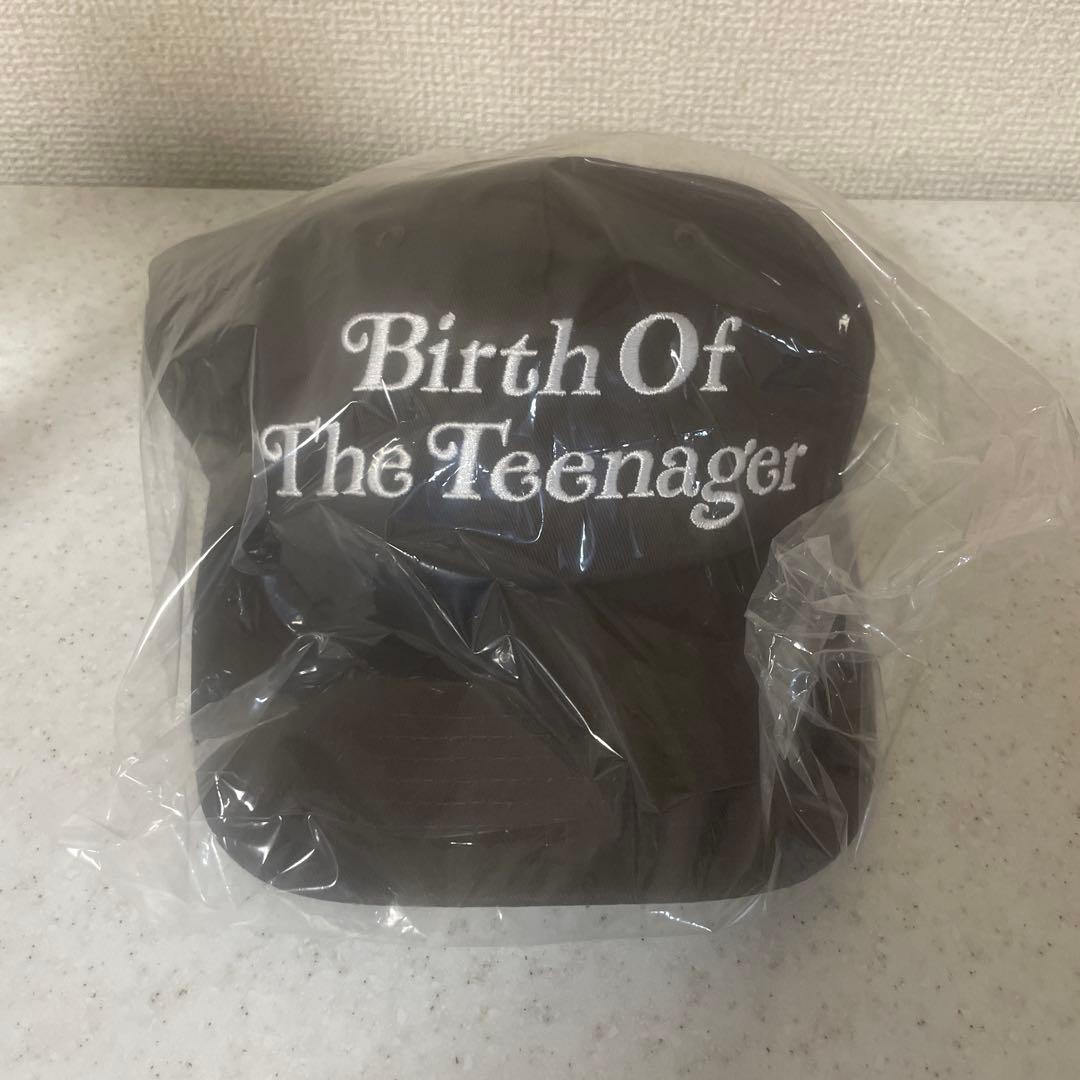 Birth Of
The Teenager